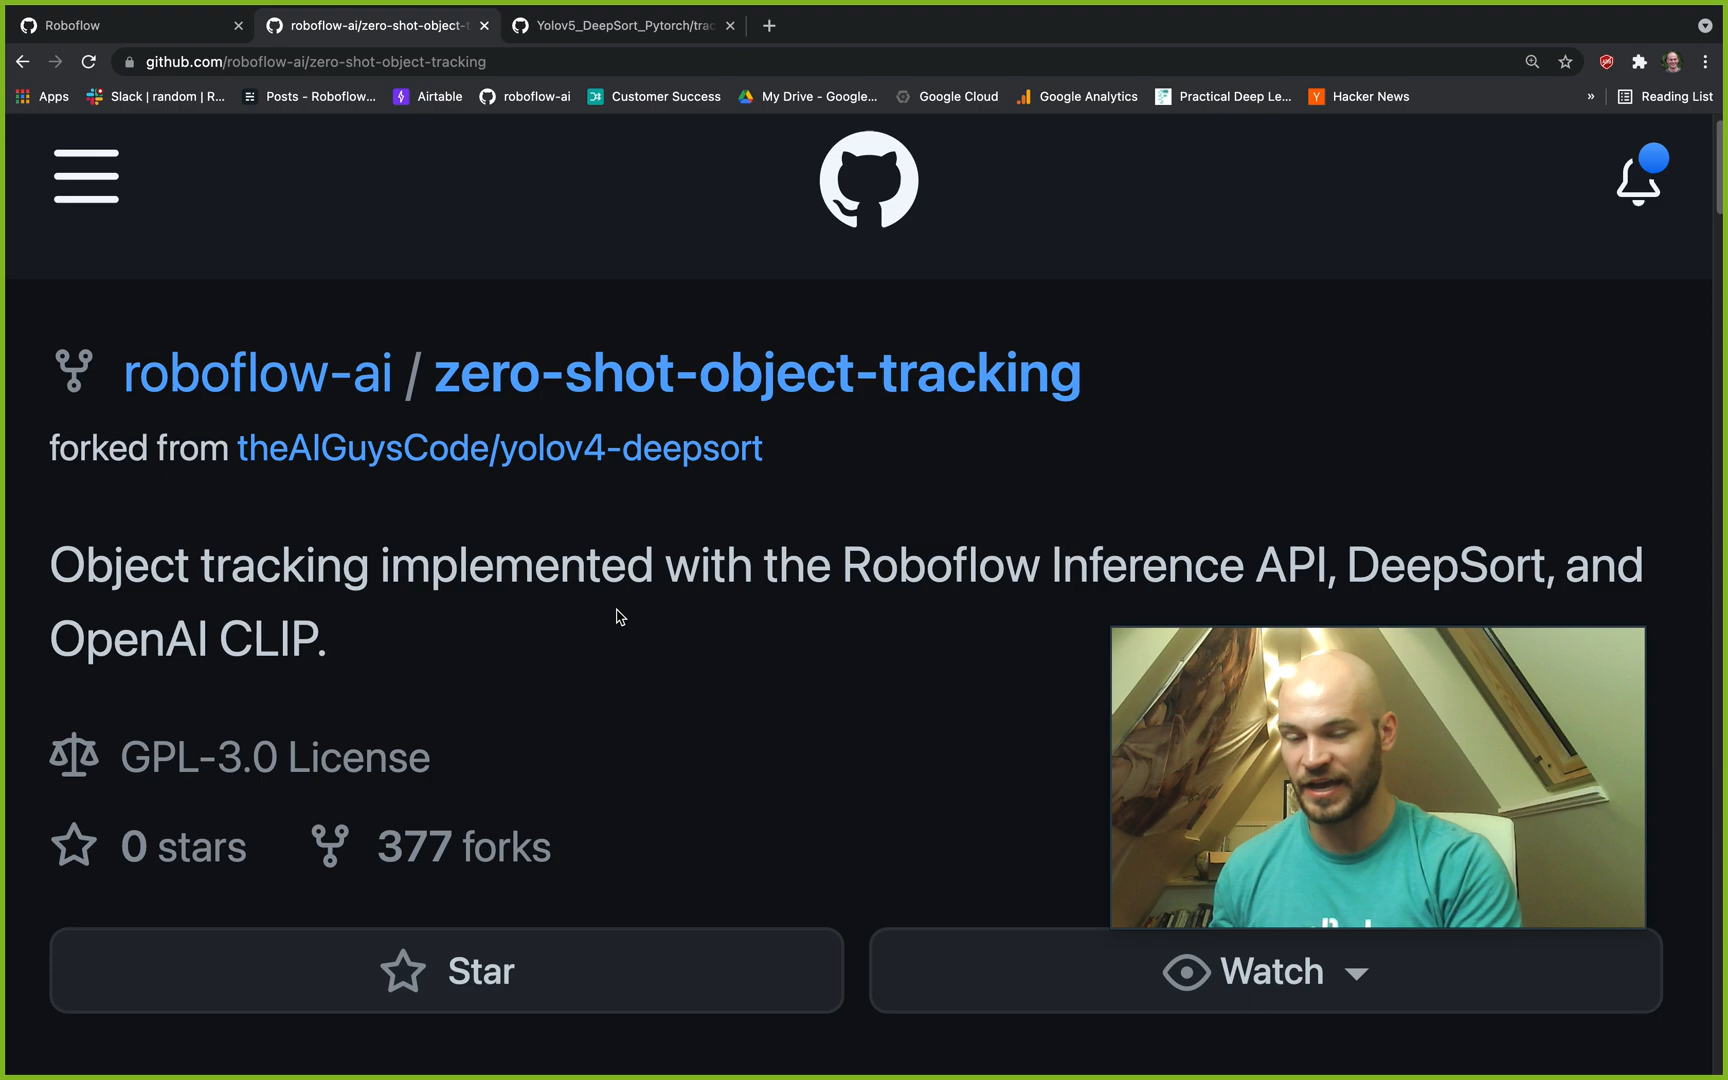 Roboflow
roboflow-ai/zero-shot-object-t
Yolov5_DeepSort_Pytorch/trac
github.com/roboflow-ai/zero-shot-object-tracking
Apps
Slack | random | R...
Posts - Roboflow...
Airtable
roboflow-ai
Customer Success
My Drive - Google...
Google Cloud
Google Analytics
Practical Deep Le...
Hacker News
»
Reading List
roboflow-ai / zero-shot-object-tracking
forked from theAIGuysCode/yolov4-deepsort
Object tracking implemented with the Roboflow Inference API, DeepSort, and
OpenAI CLIP.
GPL-3.0 License
0 stars
377 forks
Star
Watch